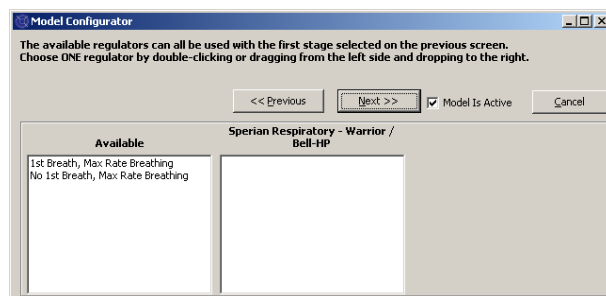 Model Configurator
The available regulators can all be used with the first stage selected on the previous screen.
Choose ONE regulator by double-clicking or dragging from the left side and dropping to the right.
<< Previous
Next >>
Model Is Active
Cancel
Available
Sperian Respiratory - Warrior /
Bell-HP
1st Breath, Max Rate Breathing
No 1st Breath, Max Rate Breathing